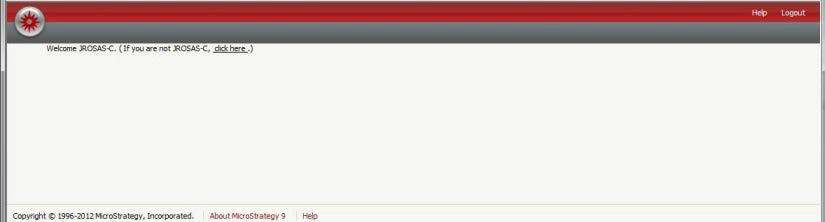 Help Logout
Welcome JROSAS-C. ( If you are not JROSAS-C, click here .)
Copyright © 1996-2012 MicroStrategy, Incorporated. About MicroStrategy 9 Help